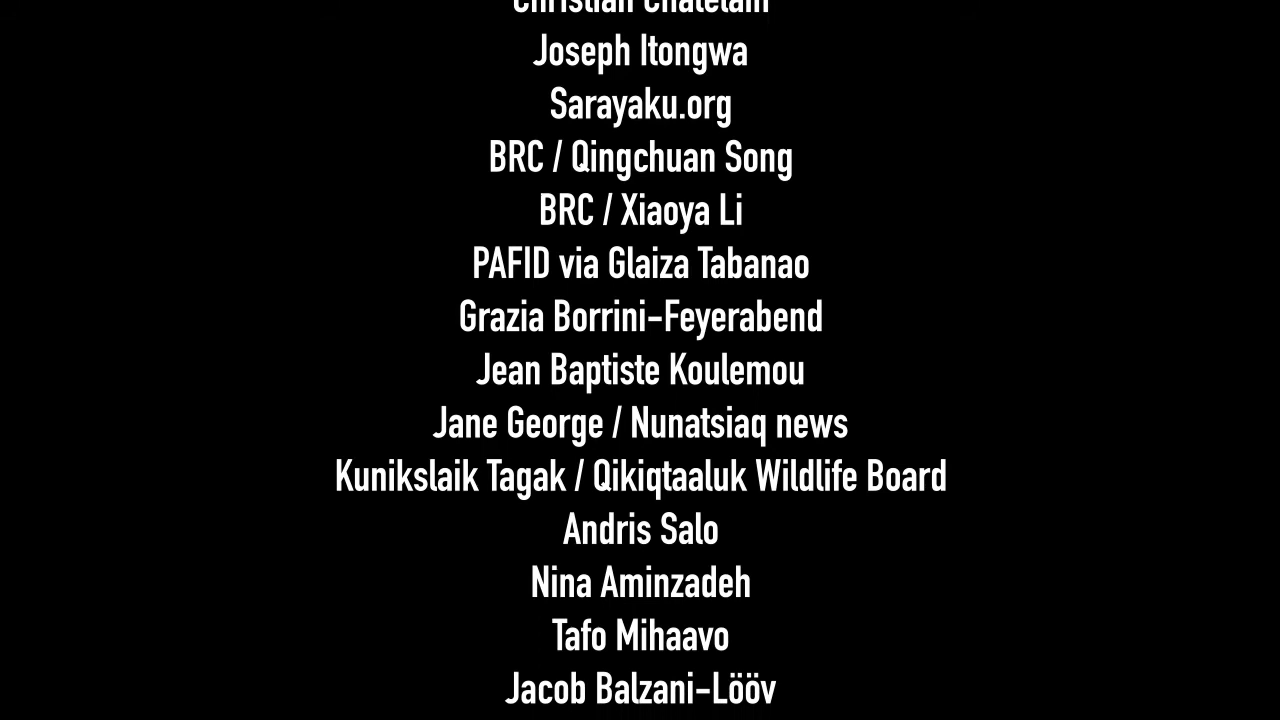 Christian Chatelain
Joseph Itongwa
Sarayaku.org
BRC / Qingchuan Song
BRC / Xiaoya Li
PAFID via Glaiza Tabanao
Grazia Borrini-Feyerabend
Jean Baptiste Koulemou
Jane George / Nunatsiaq news
Kunikslaik Tagak / Qikiqtaaluk Wildlife Board
Andris Salo
Nina Aminzadeh
Tafo Mihaavo
Jacob Balzani-Lööv